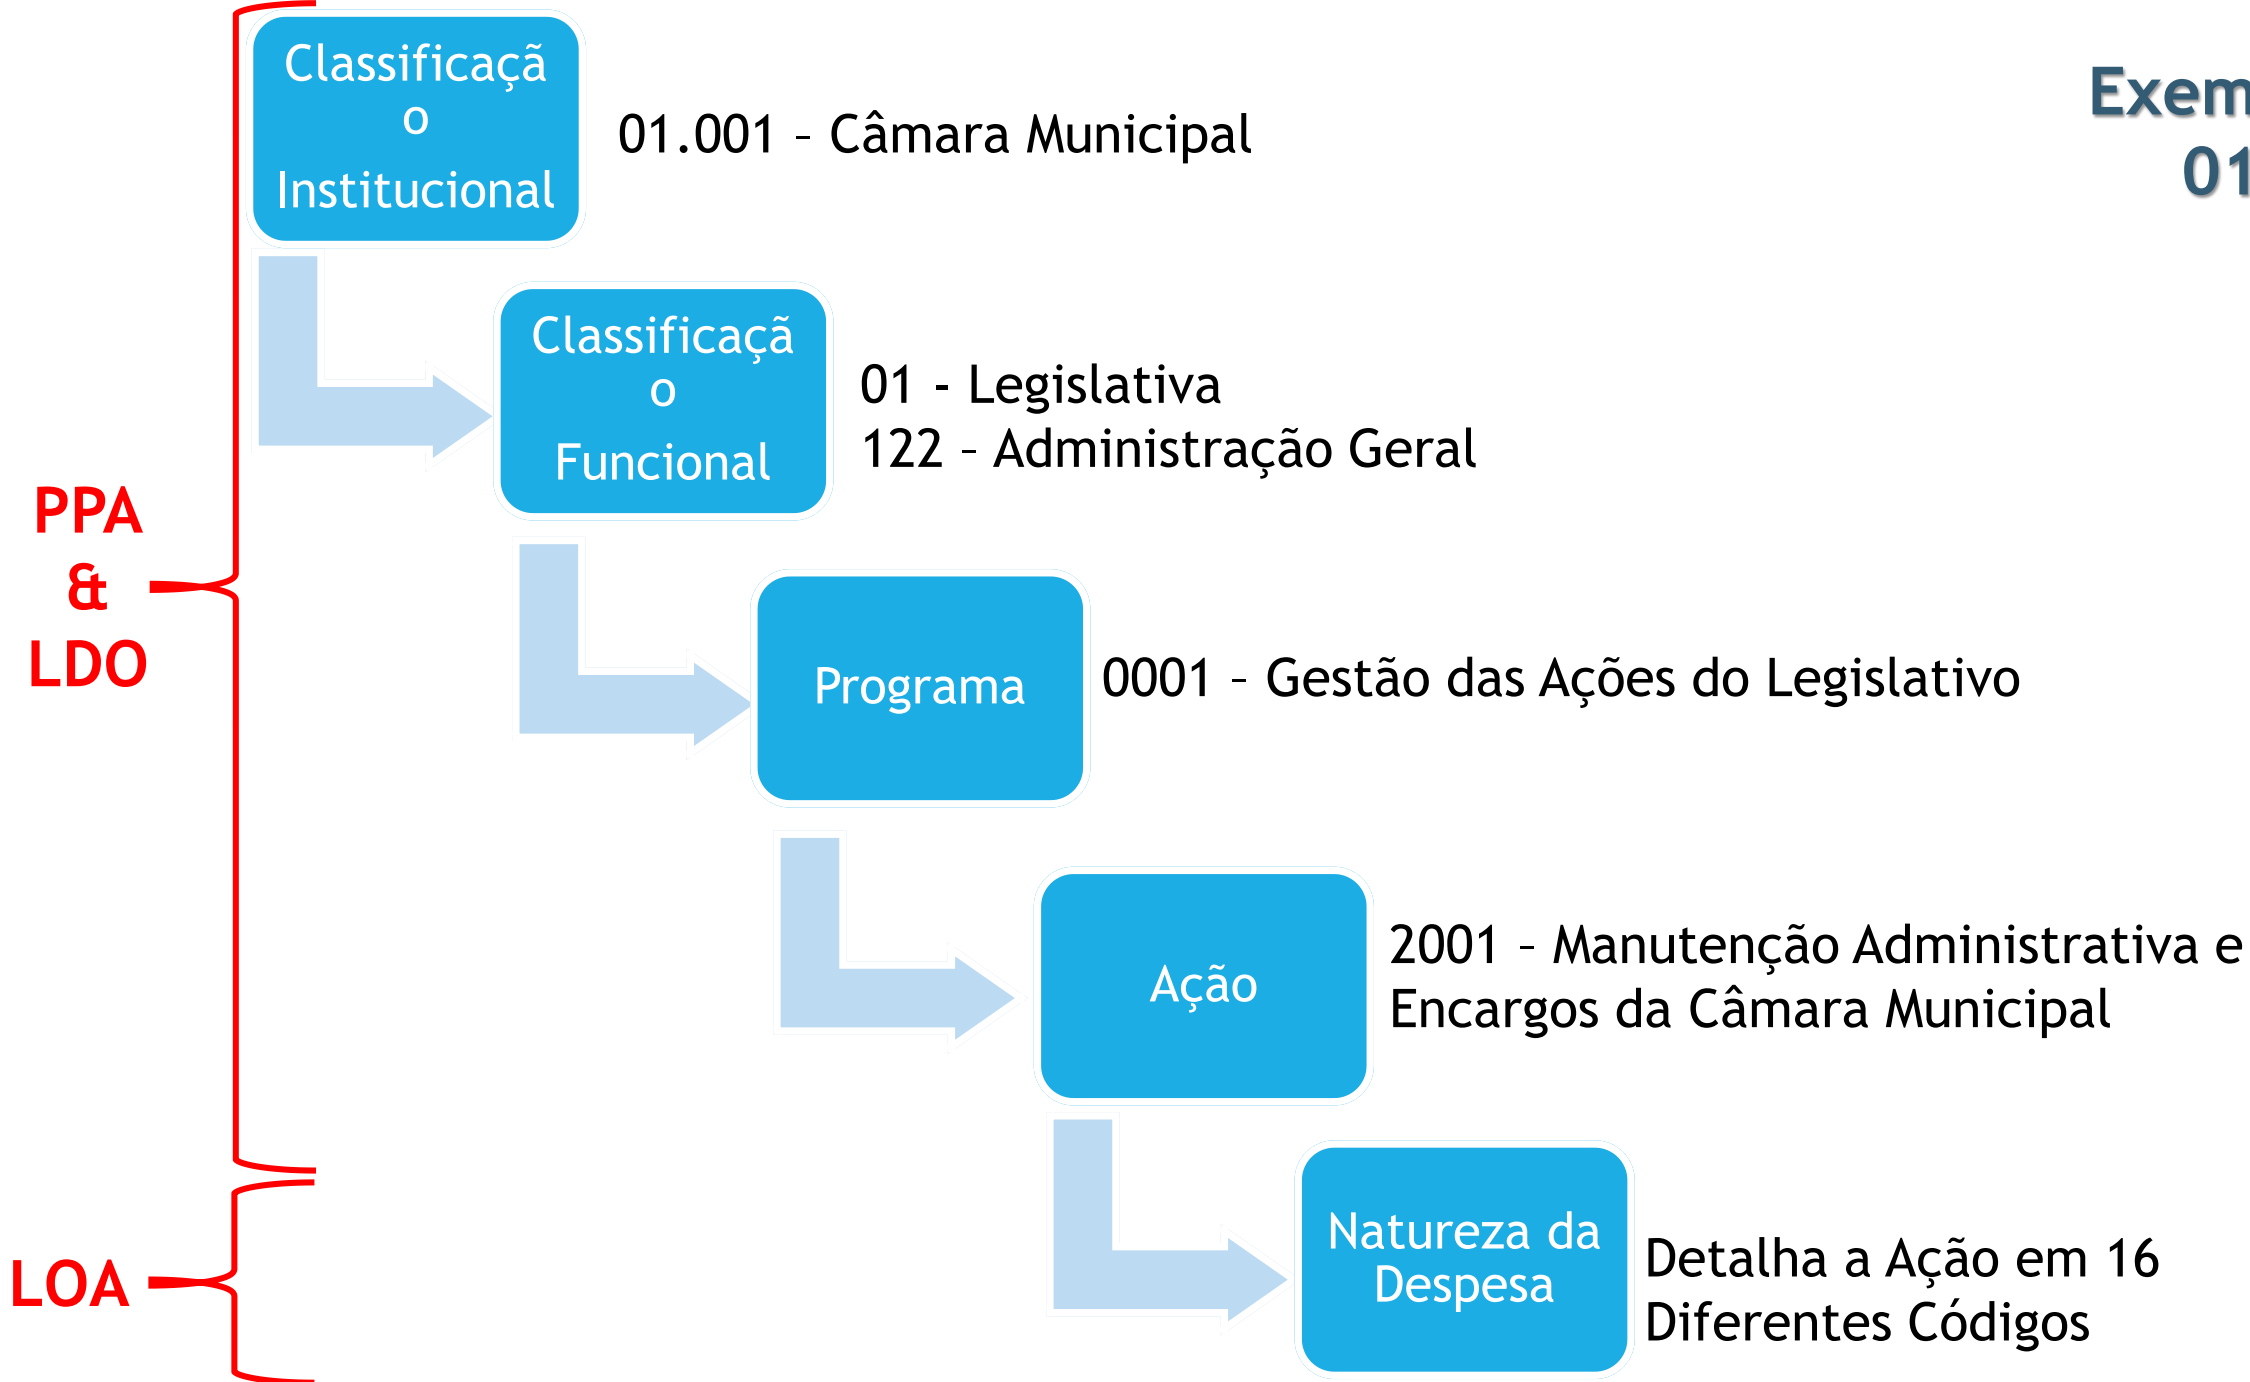 Classificaçã
o
Institucional
01.001 – Câmara Municipal
Exem
01
Classificaçã
o
Funcional
01 - Legislativa
122 – Administração Geral
PPA
&
LDO
Programa
0001 – Gestão das Ações do Legislativo
Ação
2001 – Manutenção Administrativa e
Encargos da Câmara Municipal
LOA
Natureza da
Despesa
Detalha a Ação em 16
Diferentes Códigos